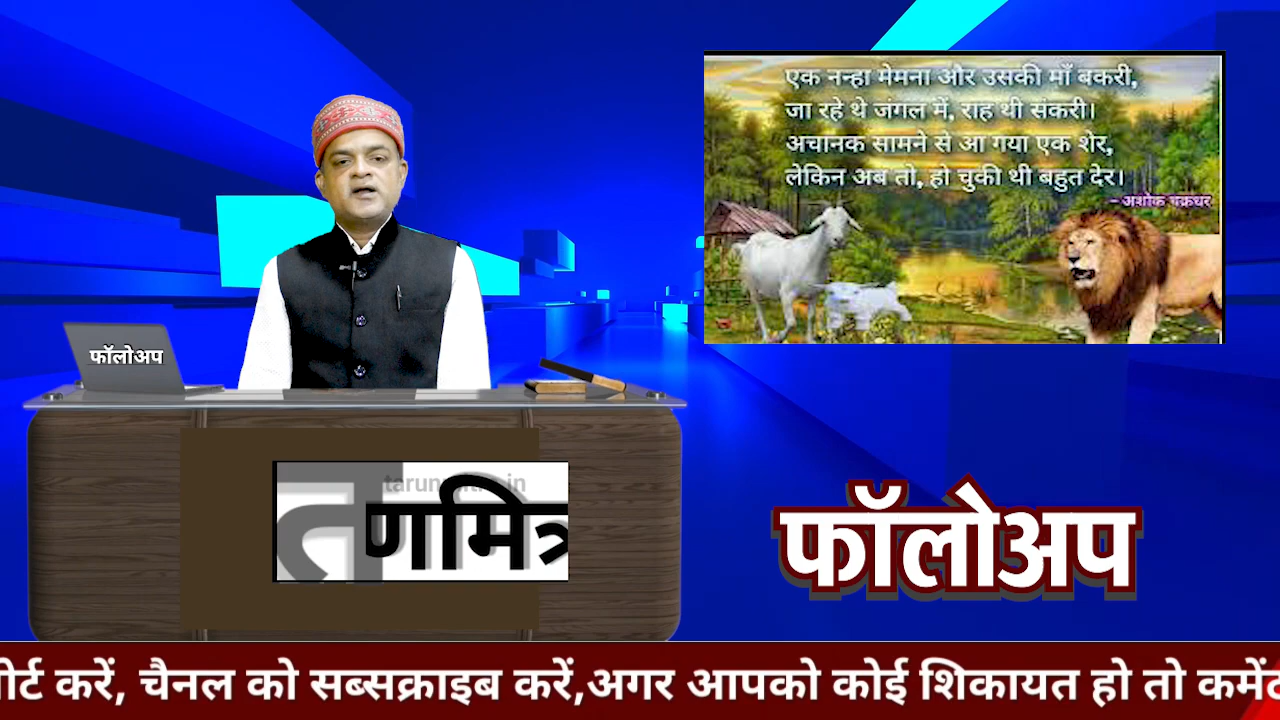 एक नन्हा मेमना और उसकी माँ बकरी,
जा रहे थे जंगल में, राह थी संकरी।
अचानक सामने से आ गया एक शेर,
लेकिन अब तो, हो चुकी थी बहुत देर।
- अशोक चक्रधर
फॉलोअप
त
णमित्र
फॉलोअप
करें, चैनल को सब्सक्राइब करें,अगर आपको कोई शिकायत हो तो